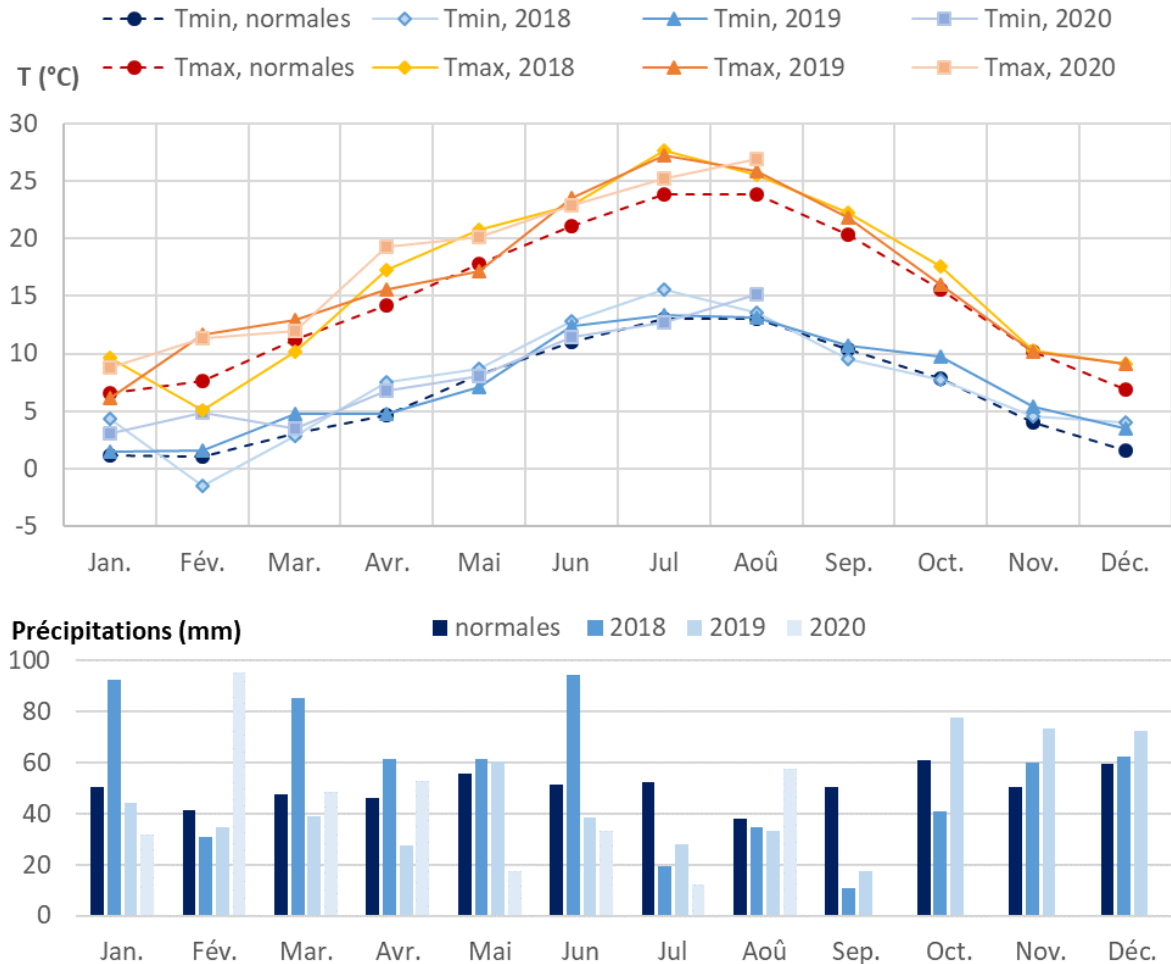 Tmin, normales Tmin, 2018 Tmin, 2019 Tmin, 2020
Tmax, normales Tmax, 2018 Tmax, 2019 Tmax, 2020
T (°C)
30
25
20
15
10
5
0
-5
Jan. Fév. Mar. Avr. Mai Jun Jul Aoû Sep. Oct. Nov. Déc.
Précipitations (mm) normales 2018 2019 2020
100
80
60
40
20
0
Jan. Fév. Mar. Avr. Mai Jun Jul Aoû Sep. Oct. Nov. Déc.